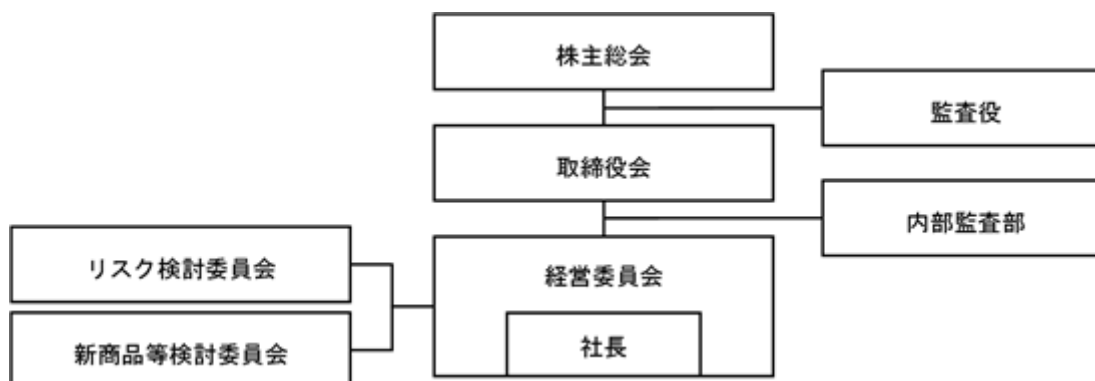 株主総会
監査役
取締役会
内部監査部
リスク検討委員会
経営委員会
新商品等検討委員会
社長